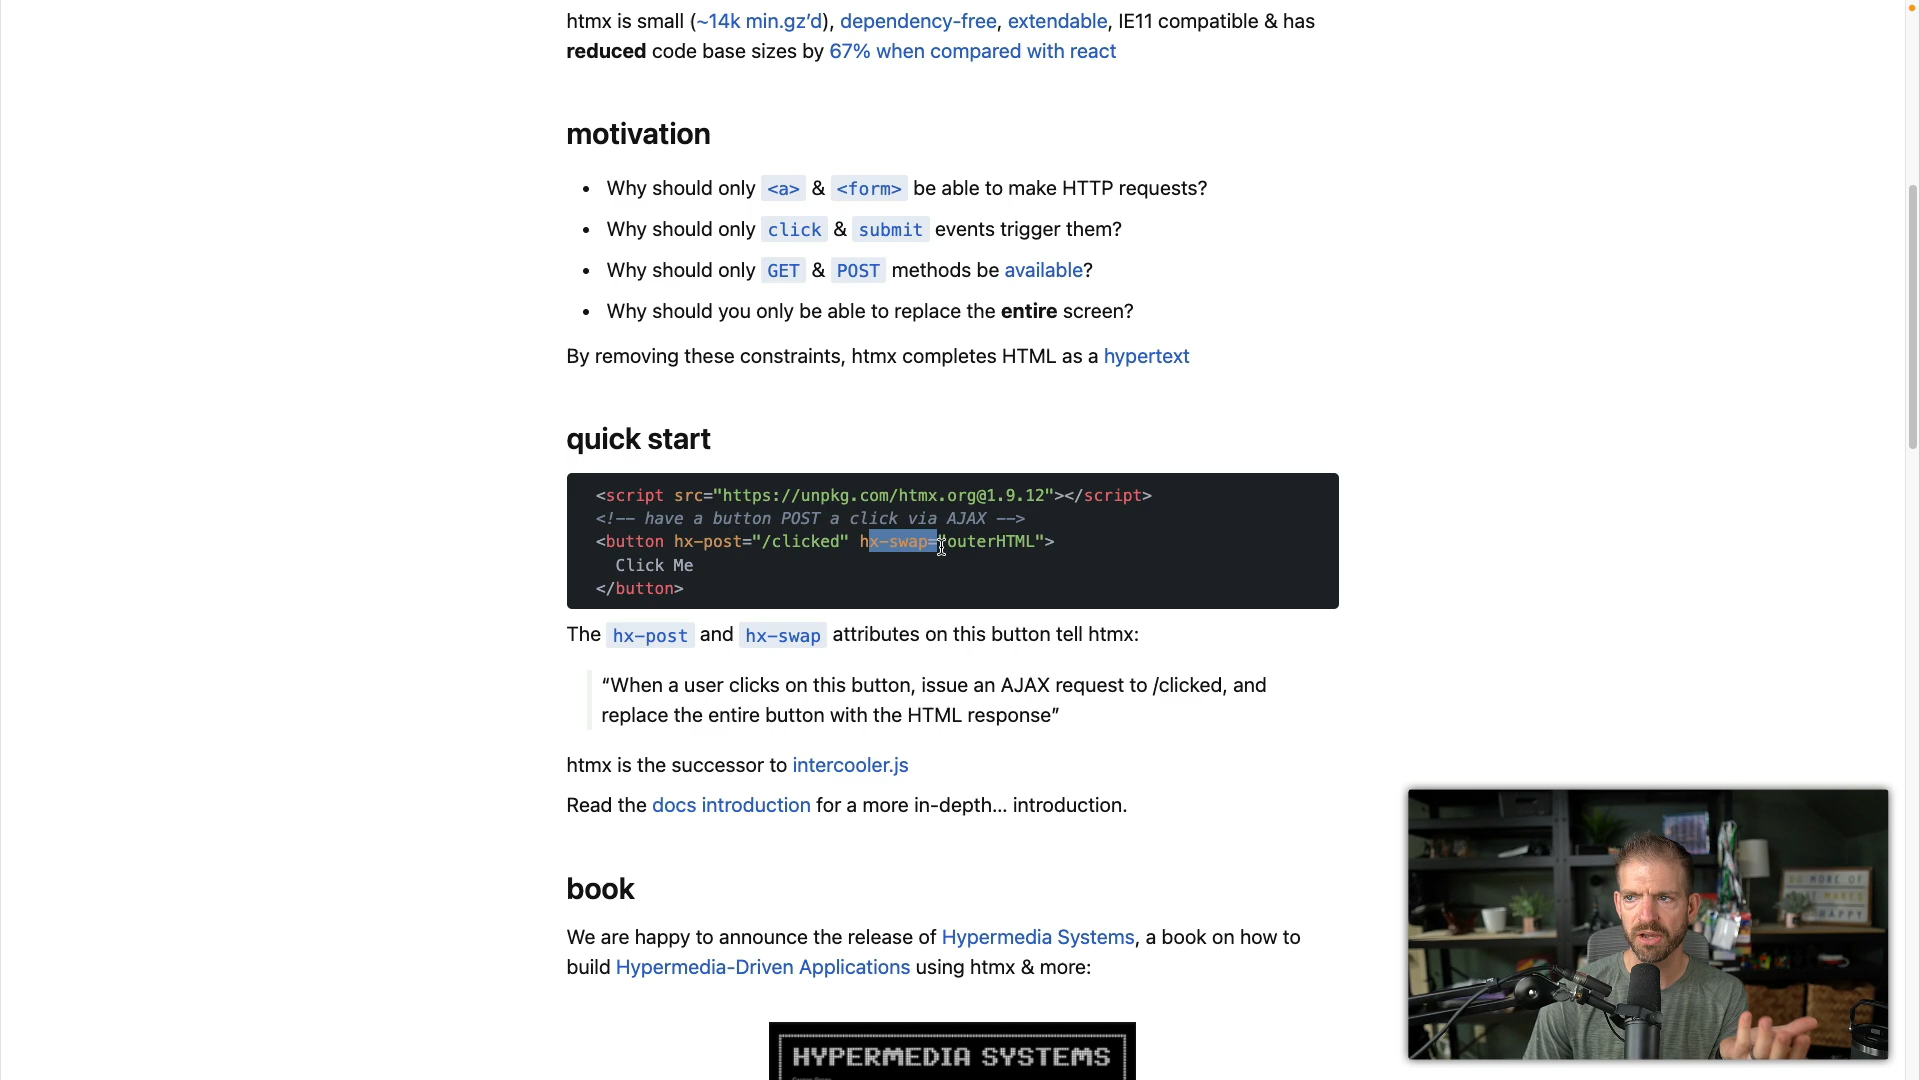 htmx is small (~14k min.gz’d), dependency-free, extendable, IE11 compatible & has
reduced code base sizes by 67% when compared with react
motivation
• Why should only <a> & <form> be able to make HTTP requests?
• Why should only click & submit events trigger them?
• Why should only GET & POST methods be available?
• Why should you only be able to replace the entire screen?
By removing these constraints, htmx completes HTML as a hypertext
quick start
<script src="https://unpkg.com/htmx.org@1.9.12"></script>
<!-- have a button POST a click via AJAX -->
<button hx-post="/clicked" hx-swap="outerHTML">
Click Me
</button>
The hx-post and hx-swap attributes on this button tell htmx:
“When a user clicks on this button, issue an AJAX request to /clicked, and
replace the entire button with the HTML response”
htmx is the successor to intercooler.js
Read the docs introduction for a more in-depth... introduction.
book
We are happy to announce the release of Hypermedia Systems, a book on how to
build Hypermedia-Driven Applications using htmx & more:
HYPERMEDIA SYSTEMS
DO MORE OF
MAKES
HAPPY